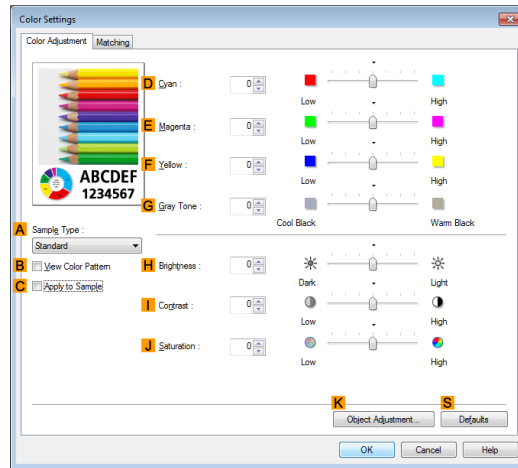 Color Settings
Color Adjustment Matching
ABCDEF
1234567
D Cyan : 0
Low High
E Magenta : 0
Low High
F Yellow : 0
Low High
G Gray Tone : 0
Cool Black Warm Black
A Sample Type :
Standard
B View Color Pattern
C Apply to Sample
H Brightness : 0
Dark Light
I Contrast : 0
Low High
J Saturation : 0
Low High
K S
Object Adjustment... Defaults
OK Cancel Help